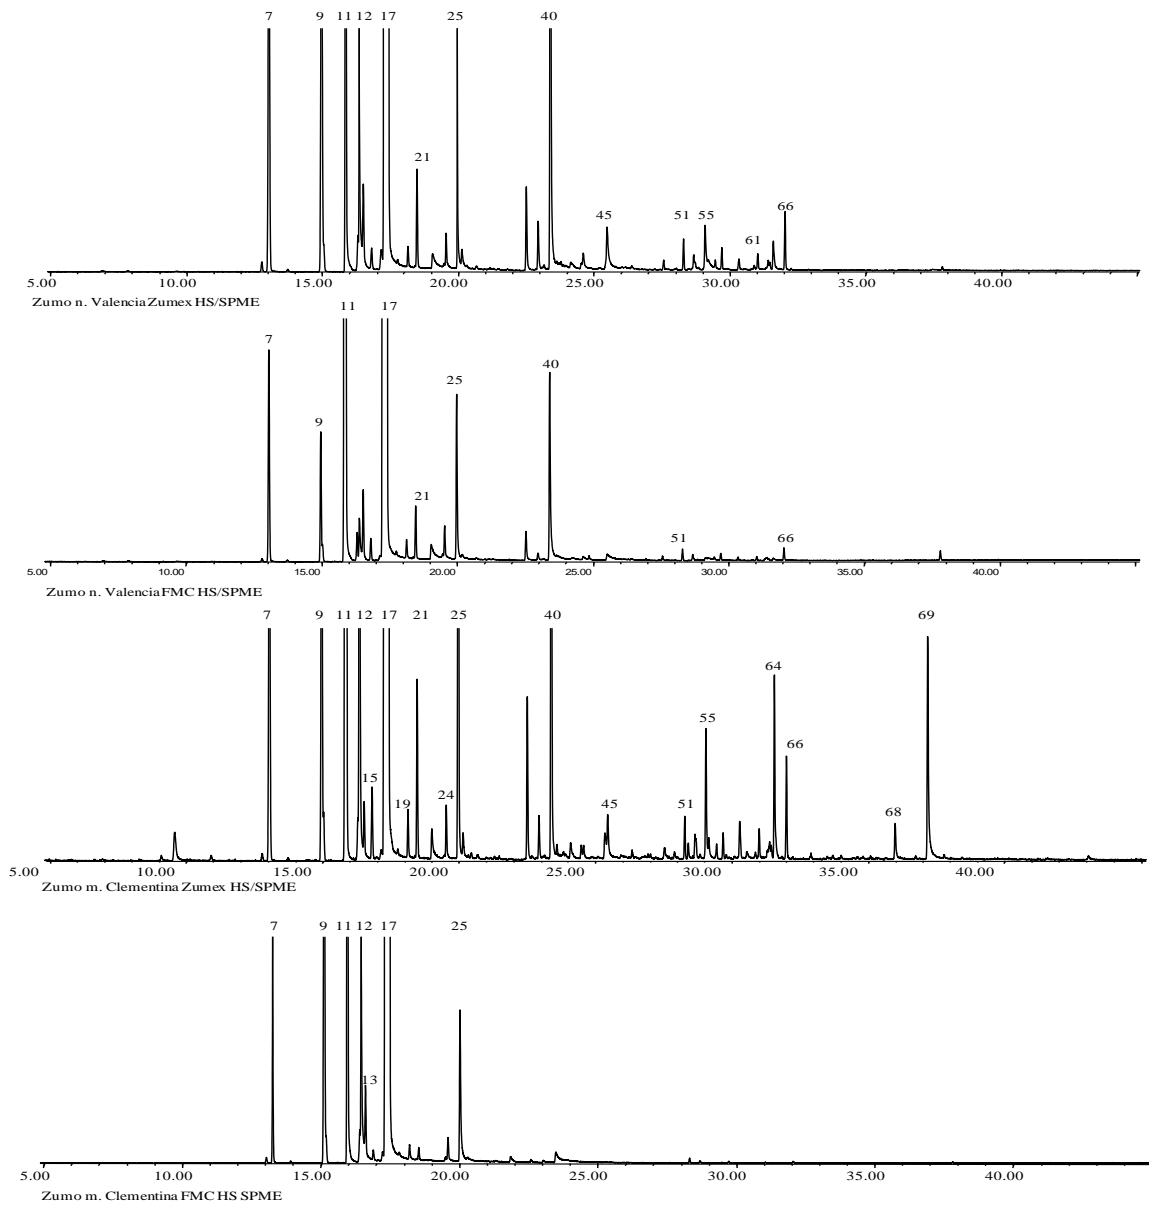 7 9 11 12 17 25 40
21
66
45 51 55
61
5.00 10.00 15.00 20.00 25.00 30.00 35.00 40.00
Zumo n. Valencia Zumex HS/SPME
11 17
7
40
25
9
21
51 66
5.00 10.00 15.00 20.00 25.00 30.00 35.00 40.00
Zumo n. Valencia FMC HS/SPME
7 9 11 12 17 21 25 40 69
64
55
66
15
24
19 45 51
68
5.00 10.00 15.00 20.00 25.00 30.00 35.00 40.00
Zumo m. Clementina Zumex HS/SPME
7 9 11 12 17 25
13
5.00 10.00 15.00 20.00 25.00 30.00 35.00 40.00
Zumo m. Clementina FMC HS SPME